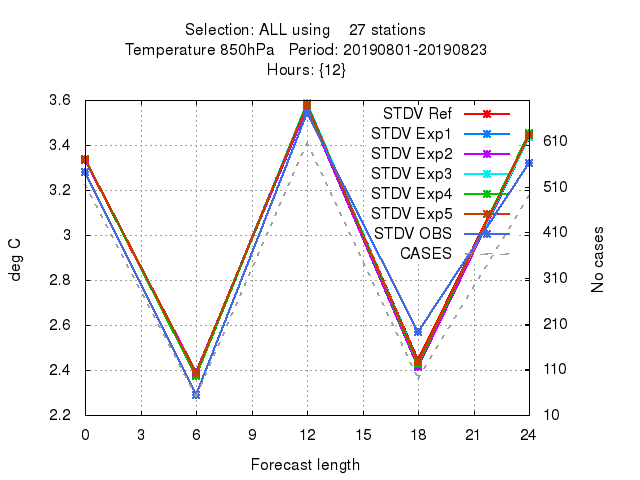 Selection: ALL using    27 stations
Temperature 850hPa   Period: 20190801-20190823
Hours: {12}
STDV Ref
STDV Exp1
STDV Exp2
STDV Exp3
STDV Exp4
STDV Exp5
STDV OBS
CASES
3.6
3.4
3.2
3
2.8
2.6
2.4
2.2
deg C
610
510
410
310
210
110
10
No cases
0 3 6 9 12 15 18 21 24
Forecast length